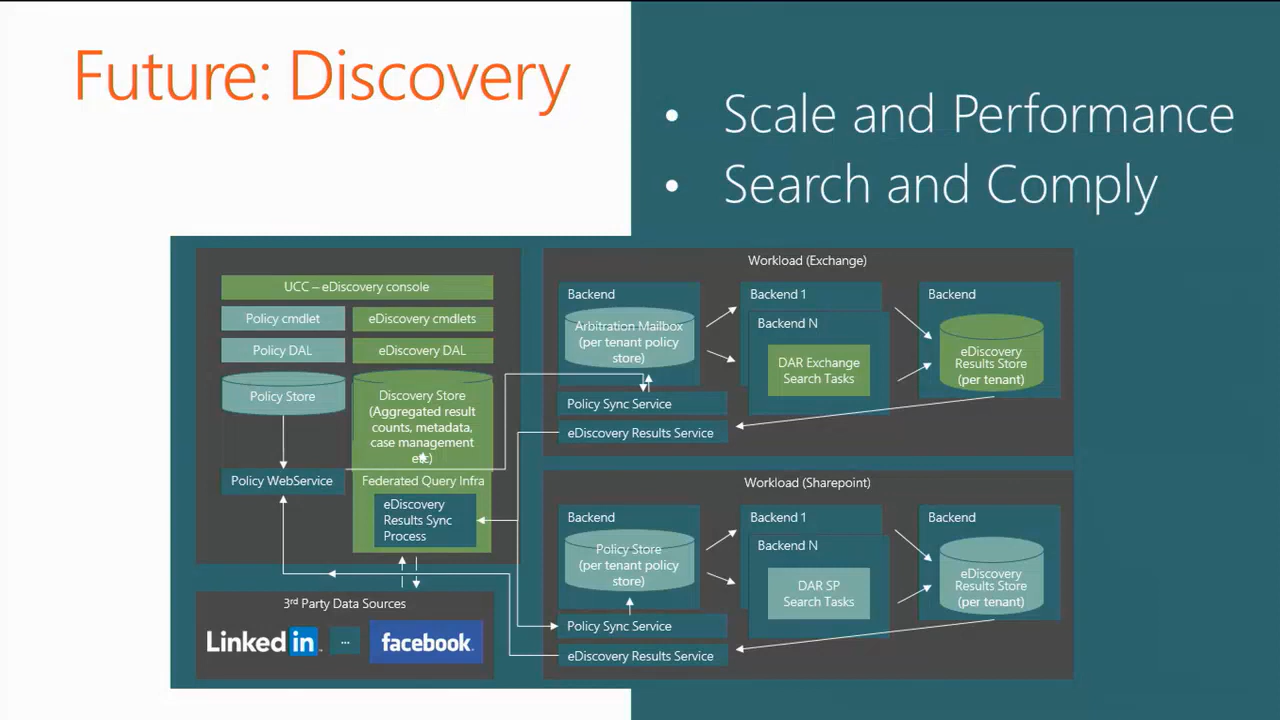 Future: Discovery
• Scale and Performance
• Search and Comply
UCC – eDiscovery console
Policy cmdlet
eDiscovery cmdlets
Policy DAL
eDiscovery DAL
Policy Store
Discovery Store
(Aggregated result
counts, metadata,
case management
etc)
Policy WebService
Federated Query Infra
eDiscovery
Results Sync
Process
3rd Party Data Sources
LinkedIn
...
facebook
Workload (Exchange)
Backend
Arbitration Mailbox
(per tenant policy
store)
Policy Sync Service
eDiscovery Results Service
Backend 1
Backend N
DAR Exchange
Search Tasks
Backend
eDiscovery
Results Store
(per tenant)
Workload (Sharepoint)
Backend
Policy Store
(per tenant policy
store)
Policy Sync Service
eDiscovery Results Service
Backend 1
Backend N
DAR SP
Search Tasks
Backend
eDiscovery
Results Store
(per tenant)